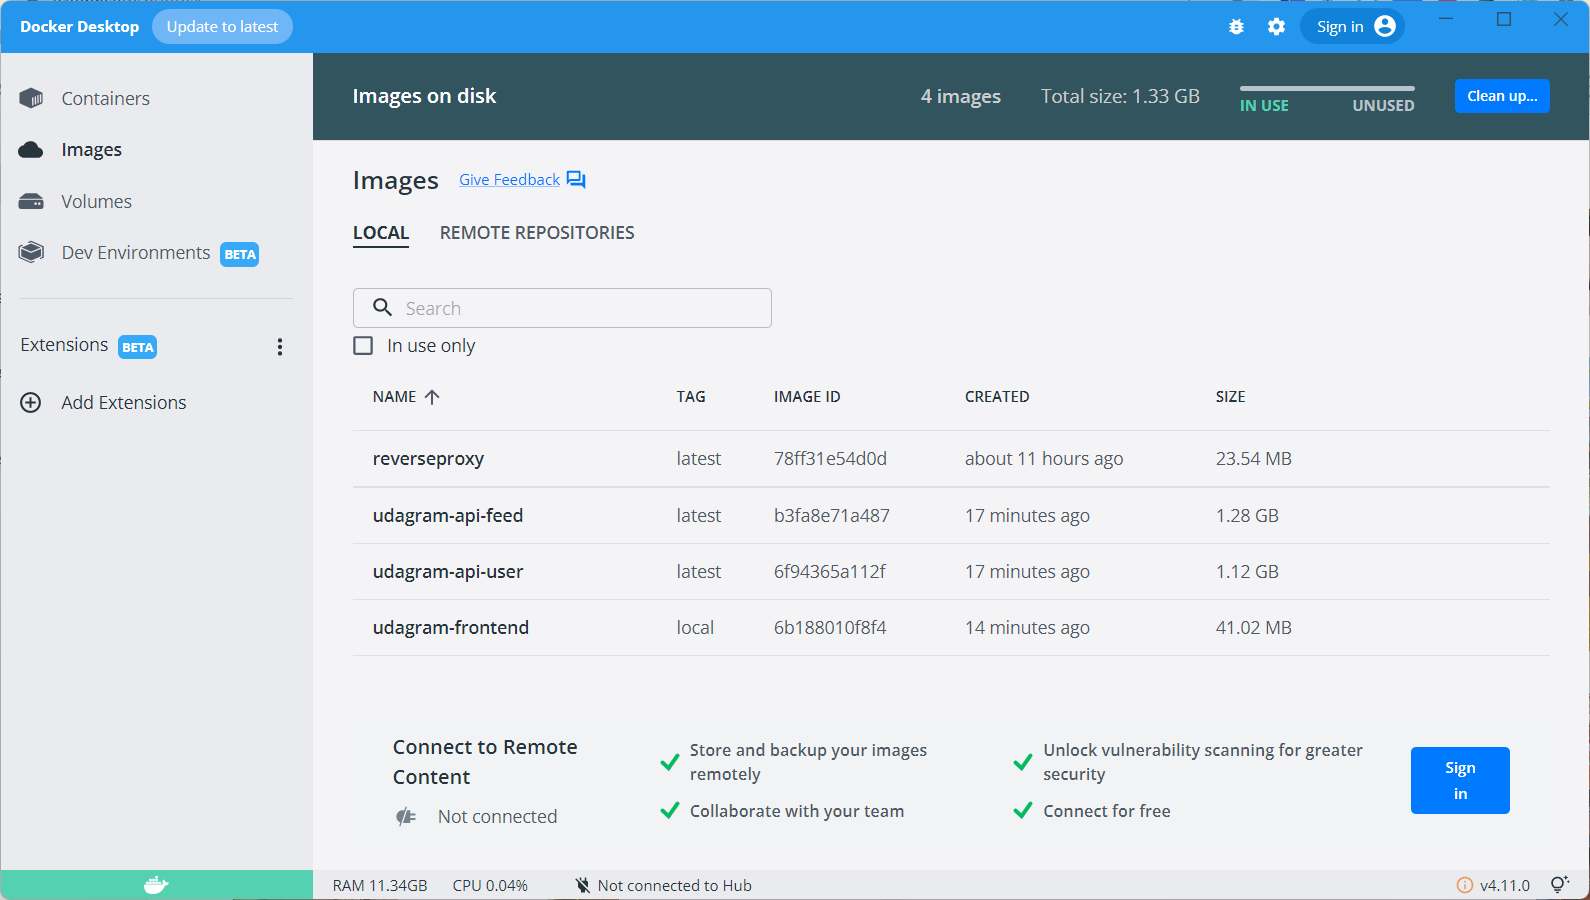 Docker Desktop Update to latest Sign in
Images on disk 4 images Total size: 1.33 GB IN USE UNUSED Clean up...
Containers
Images
Volumes
Dev Environments BETA
Extensions BETA
Add Extensions
Images Give Feedback
LOCAL REMOTE REPOSITORIES
Search
In use only
NAME TAG IMAGE ID CREATED SIZE
reverseproxy latest 78ff31e54d0d about 11 hours ago 23.54 MB
udagram-api-feed latest b3fa8e71a487 17 minutes ago 1.28 GB
udagram-api-user latest 6f94365a112f 17 minutes ago 1.12 GB
udagram-frontend local 6b188010f8f4 14 minutes ago 41.02 MB
Connect to Remote
Content
Not connected
Store and backup your images
remotely
Collaborate with your team
Unlock vulnerability scanning for greater
security
Connect for free
Sign
in
RAM 11.34GB CPU 0.04% Not connected to Hub v4.11.0